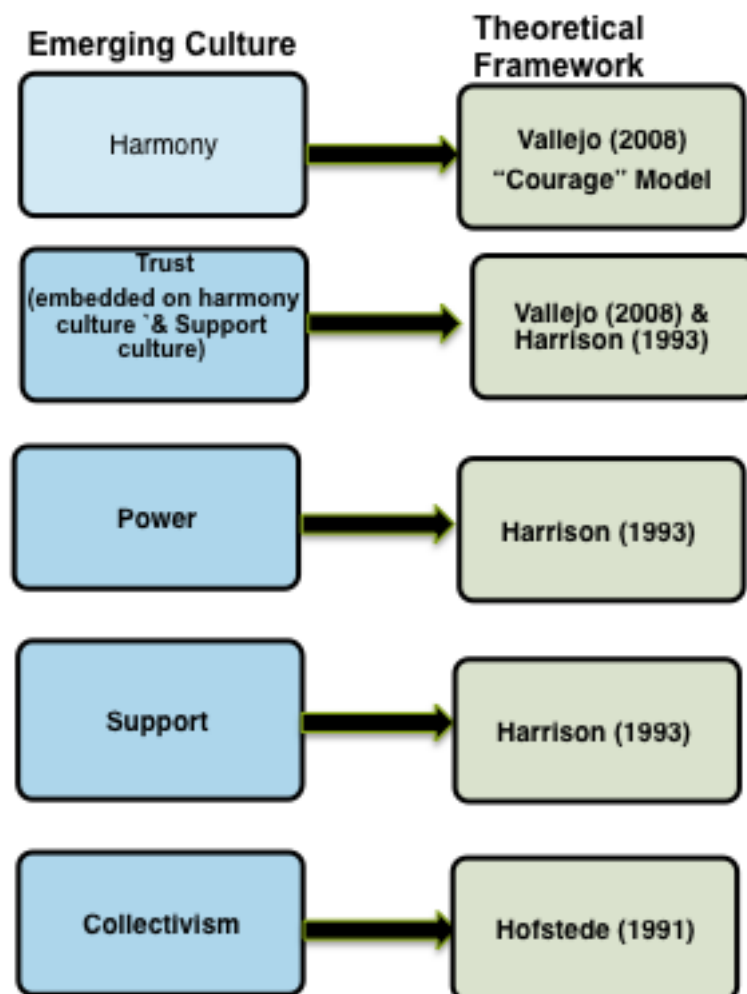 Emerging Culture
Theoretical
Framework
Harmony
Vallejo (2008)
“Courage” Model
Trust
(embedded on harmony
culture `& Support
culture)
Vallejo (2008) &
Harrison (1993)
Power
Harrison (1993)
Support
Harrison (1993)
Collectivism
Hofstede (1991)